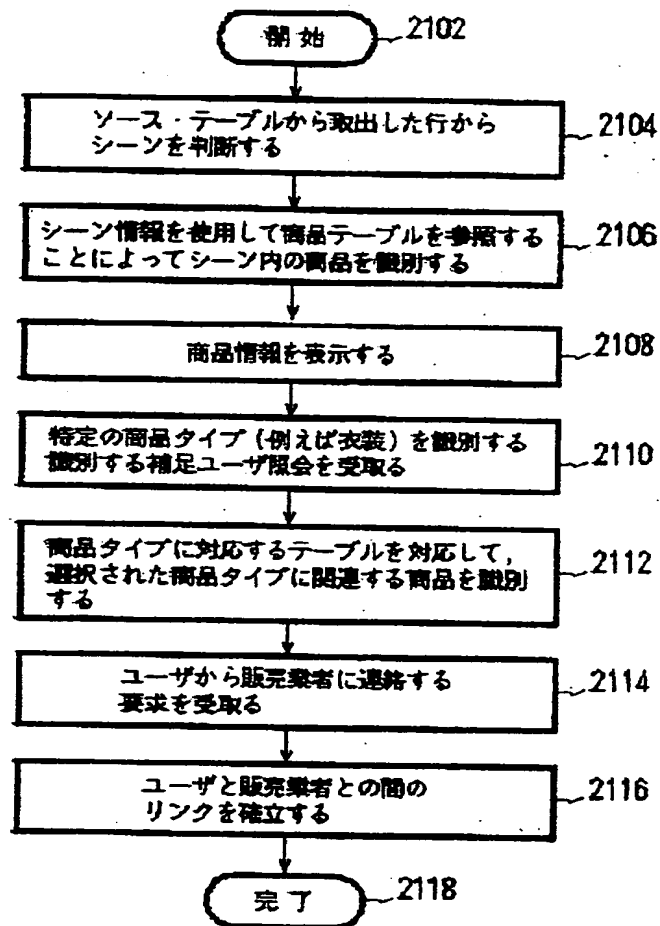 開始
2102
ソース・テーブルから取出した行から
シーンを判断する
2104
シーン情報を使用して商品テーブルを参照する
ことによってシーン内の商品を識別する
2106
商品情報を表示する
2108
特定の商品タイプ(例えば衣装)を識別する
識別する補足ユーザ照会を受取る
2110
商品タイプに対応するテーブルを対応して,
選択された商品タイプに関連する商品を識別
する
2112
ユーザから販売業者に連絡する
要求を受取る
2114
ユーザと販売業者との間の
リンクを確立する
2116
完了
2118